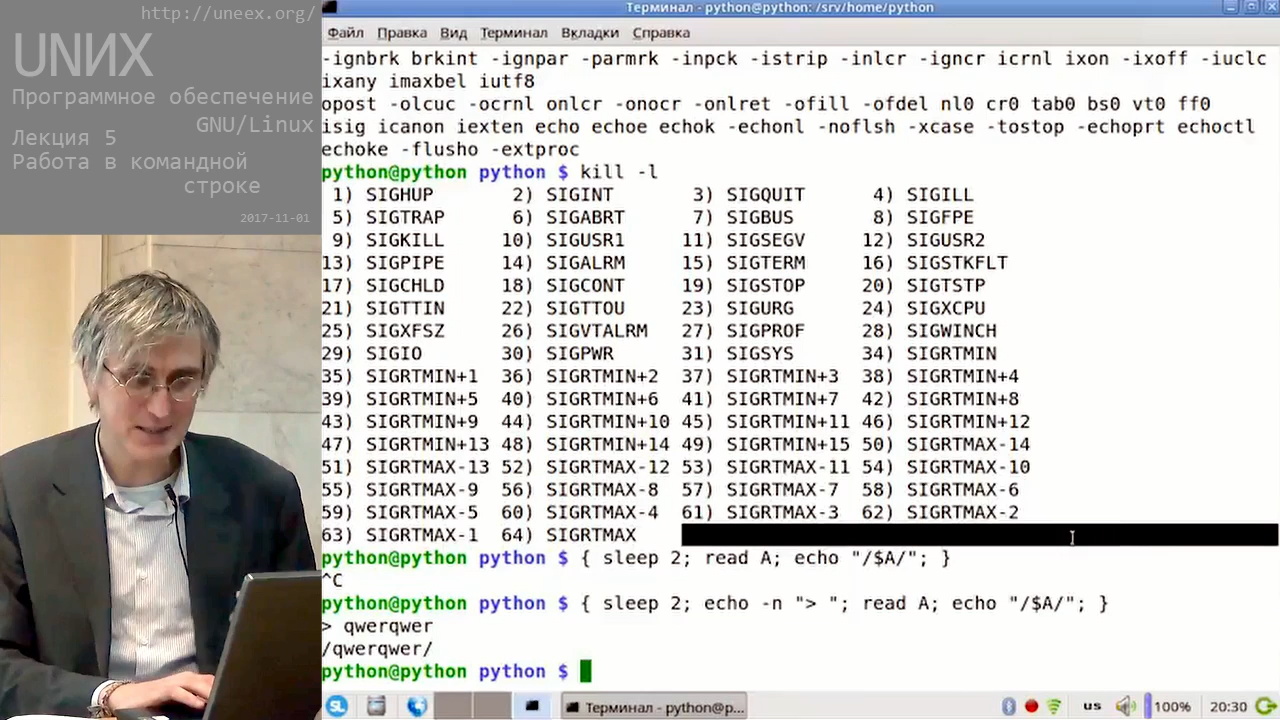 http://uneex.org/
UNИX
Программное обеспечение
GNU/Linux
Лекция 5
Работа в командной
строке
2017-11-01
Терминал - python@python: /srv/home/python
Файл Правка Вид Терминал Вкладки Справка
-ignbrk brkint -ignpar -parmrk -inpck -istrip -inlcr -igncr icrnl ixon -ixoff -iuclc
ixany imaxbel iutf8
opost -olcuc -ocrnl onlcr -onocr -onlret -ofill -ofdel nl0 cr0 tab0 bs0 vt0 ff0
isig icanon iexten echo echoe echok -echonl -noflsh -xcase -tostop -echoprt echoctl
echoke -flusho -extproc
python@python python $ kill -l
1) SIGHUP 2) SIGINT 3) SIGQUIT 4) SIGILL
5) SIGTRAP 6) SIGABRT 7) SIGBUS 8) SIGFPE
9) SIGKILL 10) SIGUSR1 11) SIGSEGV 12) SIGUSR2
13) SIGPIPE 14) SIGALRM 15) SIGTERM 16) SIGSTKFLT
17) SIGCHLD 18) SIGCONT 19) SIGSTOP 20) SIGTSTP
21) SIGTTIN 22) SIGTTOU 23) SIGURG 24) SIGXCPU
25) SIGXFSZ 26) SIGVTALRM 27) SIGPROF 28) SIGWINCH
29) SIGIO 30) SIGPWR 31) SIGSYS 34) SIGRTMIN
35) SIGRTMIN+1 36) SIGRTMIN+2 37) SIGRTMIN+3 38) SIGRTMIN+4
39) SIGRTMIN+5 40) SIGRTMIN+6 41) SIGRTMIN+7 42) SIGRTMIN+8
43) SIGRTMIN+9 44) SIGRTMIN+10 45) SIGRTMIN+11 46) SIGRTMIN+12
47) SIGRTMIN+13 48) SIGRTMIN+14 49) SIGRTMIN+15 50) SIGRTMAX-14
51) SIGRTMAX-13 52) SIGRTMAX-12 53) SIGRTMAX-11 54) SIGRTMAX-10
55) SIGRTMAX-9 56) SIGRTMAX-8 57) SIGRTMAX-7 58) SIGRTMAX-6
59) SIGRTMAX-5 60) SIGRTMAX-4 61) SIGRTMAX-3 62) SIGRTMAX-2
63) SIGRTMAX-1 64) SIGRTMAX
python@python python $ { sleep 2; read A; echo "/$A/"; }
^C
python@python python $ { sleep 2; echo -n "> "; read A; echo "/$A/"; }
> qwerqwer
/qwerqwer/
python@python python $
SL Терминал - python@p... us 100% 20:30